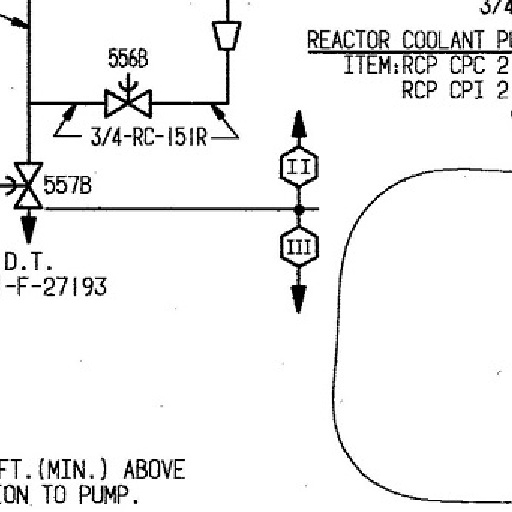 3/4
REACTOR COOLANT P
ITEM:RCP CPC 2
RCP CPI 2
556B
3/4-RC-151R
II
557B
III
D.T.
-F-27193
FT.(MIN.) ABOVE
ION TO PUMP.